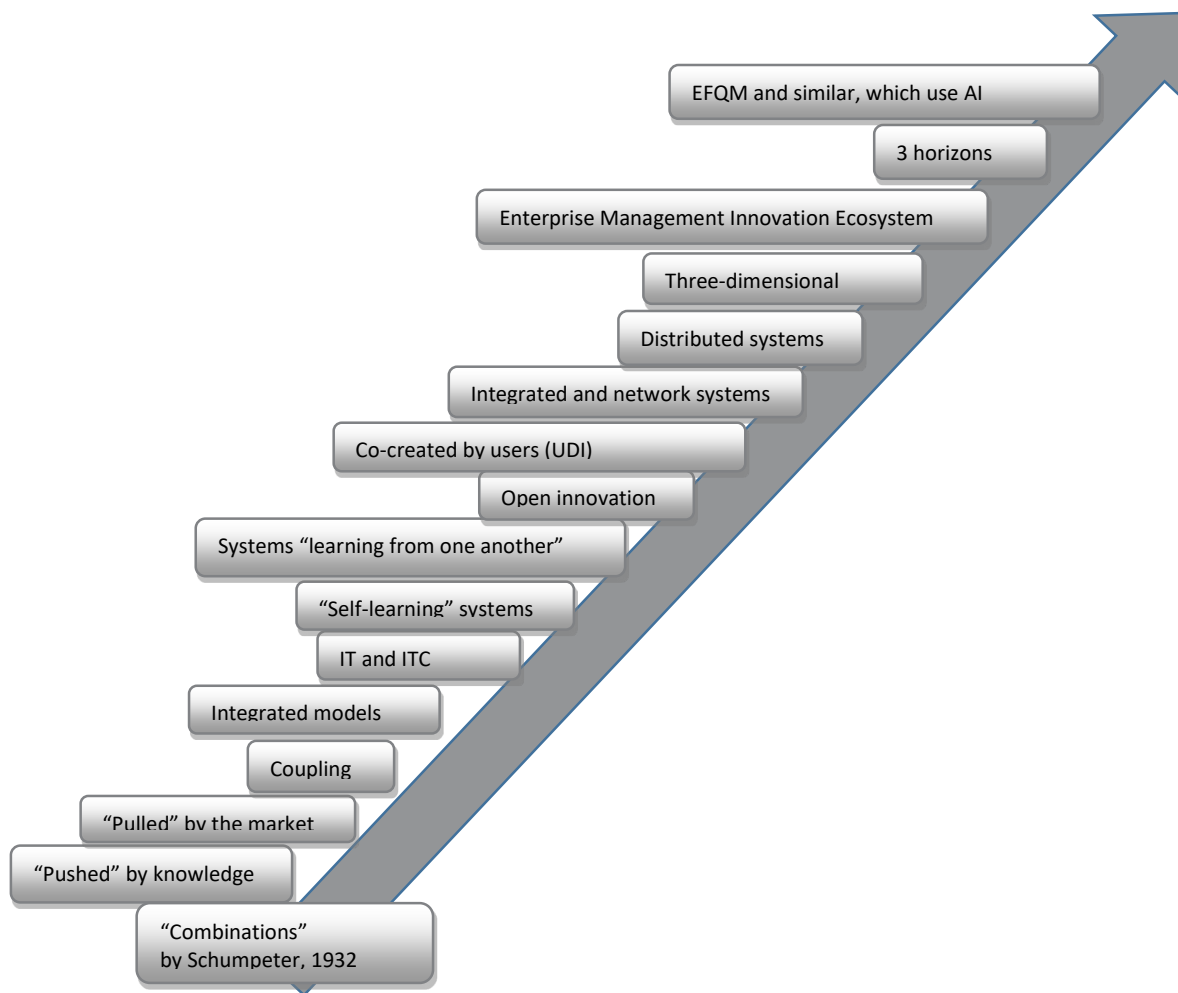 EFQM and similar, which use AI
3 horizons
Enterprise Management Innovation Ecosystem
Three-dimensional
Distributed systems
Integrated and network systems
Co-created by users (UDI)
Open innovation
Systems “learning from one another”
“Self-learning” systems
IT and ITC
Integrated models
Coupling
“Pulled” by the market
“Pushed” by knowledge
“Combinations”
by Schumpeter, 1932